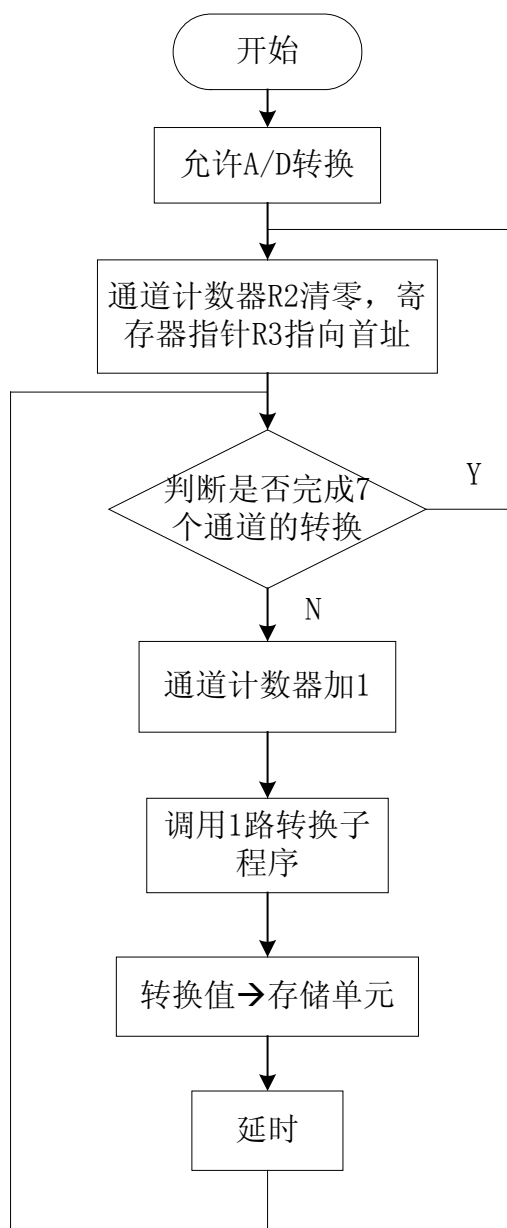 开始
允许A/D转换
通道计数器R2清零，寄
存器指针R3指向首址
判断是否完成7
个通道的转换
Y
N
通道计数器加1
调用1路转换子
程序
转换值→存储单元
延时